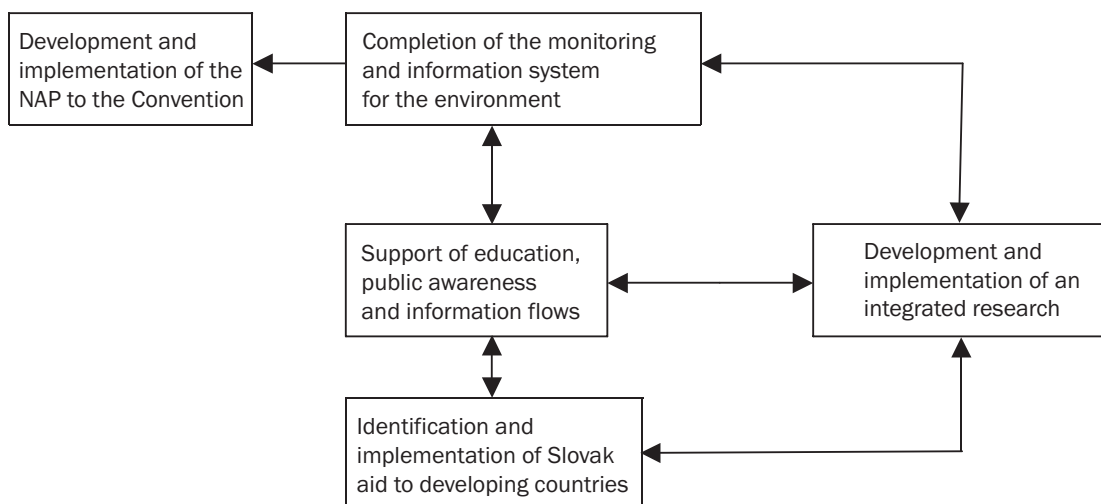 Development and
implementation of the
NAP to the Convention
Completion of the monitoring
and information system
for the environment
Support of education,
public awareness
and information flows
Development and
implementation of an
integrated research
Identification and
implementation of Slovak
aid to developing countries